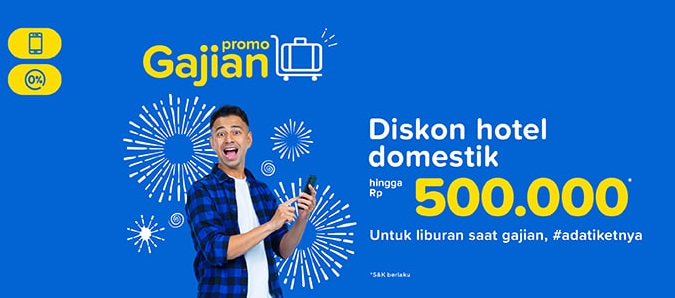 promo
Gajian
0%
Diskon hotel
domestik
hingga
Rp
500.000*
Untuk liburan saat gajian, #adatiketnya
*S&K berlaku